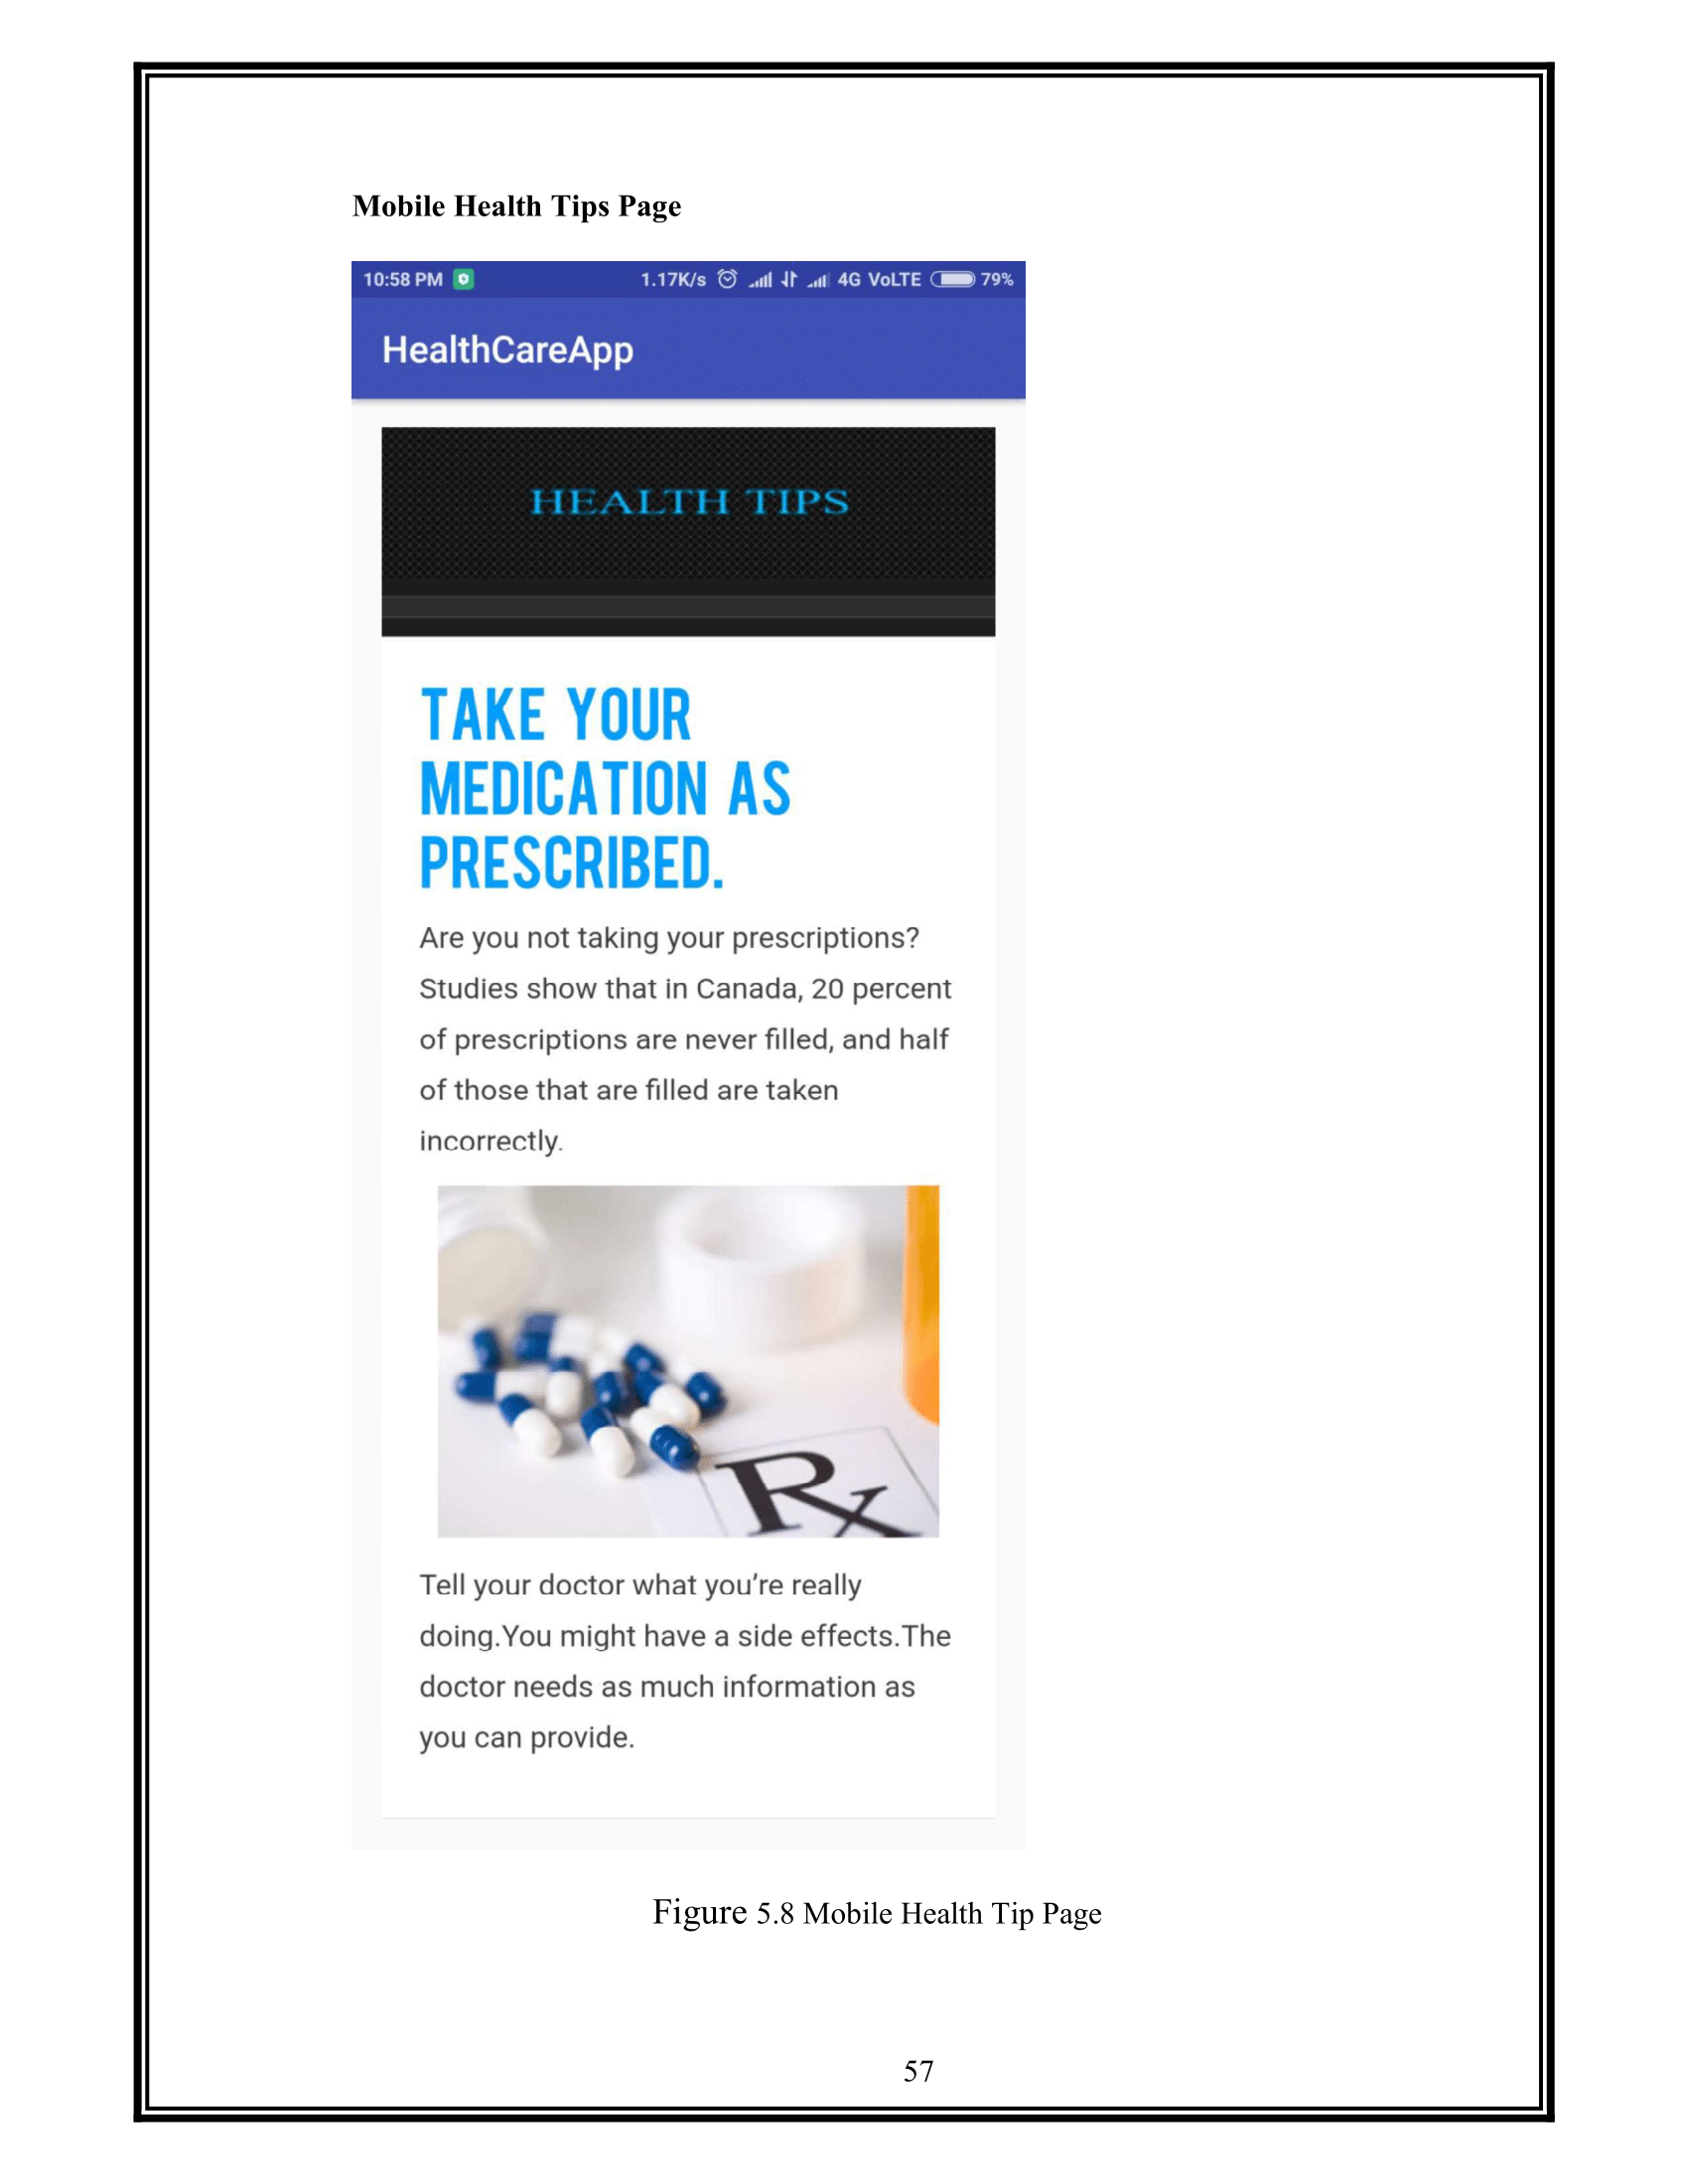 Mobile Health Tips Page
10:58 PM 1.17K/s 4G VoLTE 79%
HealthCareApp
HEALTH TIPS
TAKE YOUR
MEDICATION AS
PRESCRIBED.
Are you not taking your prescriptions?
Studies show that in Canada, 20 percent
of prescriptions are never filled, and half
of those that are filled are taken
incorrectly.
Rx
Tell your doctor what you’re really
doing.You might have a side effects.The
doctor needs as much information as
you can provide.
Figure 5.8 Mobile Health Tip Page
57